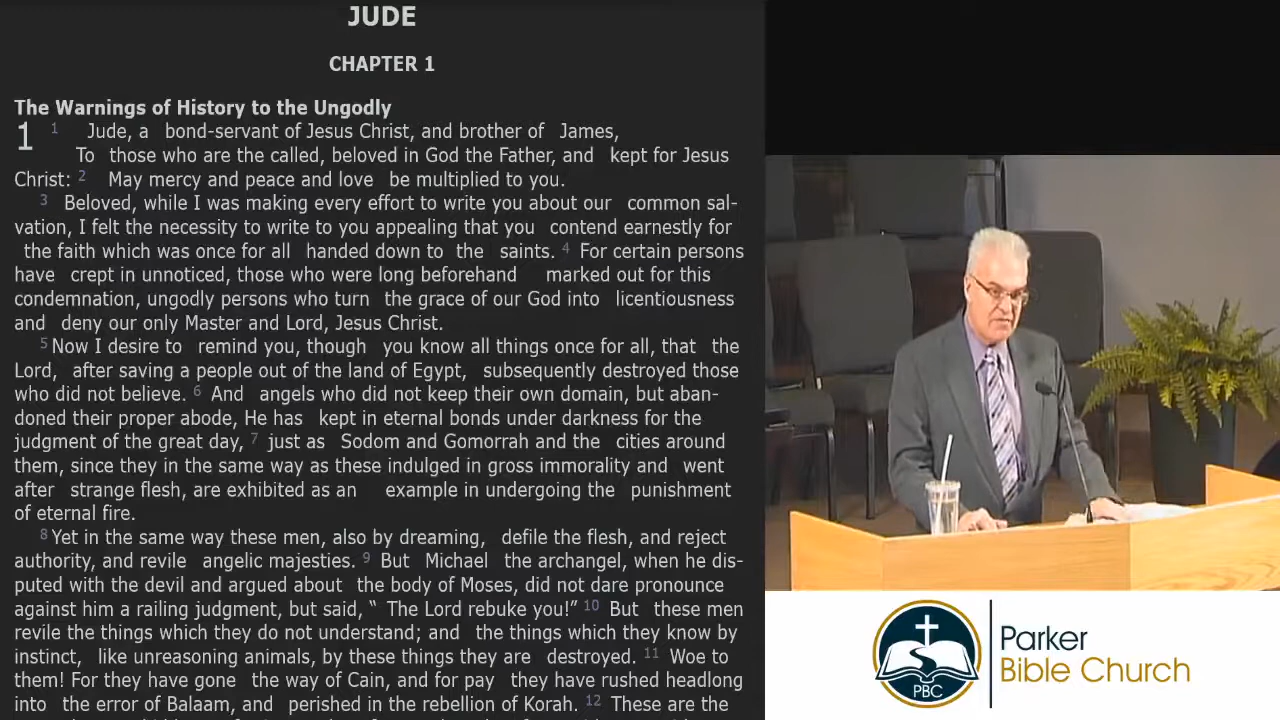 JUDE
CHAPTER 1
The Warnings of History to the Ungodly
1 1 Jude, a bond-servant of Jesus Christ, and brother of James,
To those who are the called, beloved in God the Father, and kept for Jesus
Christ: 2 May mercy and peace and love be multiplied to you.
3 Beloved, while I was making every effort to write you about our common sal-
vation, I felt the necessity to write to you appealing that you contend earnestly for
the faith which was once for all handed down to the saints. 4 For certain persons
have crept in unnoticed, those who were long beforehand marked out for this
condemnation, ungodly persons who turn the grace of our God into licentiousness
and deny our only Master and Lord, Jesus Christ.
5 Now I desire to remind you, though you know all things once for all, that the
Lord, after saving a people out of the land of Egypt, subsequently destroyed those
who did not believe. 6 And angels who did not keep their own domain, but aban-
doned their proper abode, He has kept in eternal bonds under darkness for the
judgment of the great day, 7 just as Sodom and Gomorrah and the cities around
them, since they in the same way as these indulged in gross immorality and went
after strange flesh, are exhibited as an example in undergoing the punishment
of eternal fire.
8 Yet in the same way these men, also by dreaming, defile the flesh, and reject
authority, and revile angelic majesties. 9 But Michael the archangel, when he dis-
puted with the devil and argued about the body of Moses, did not dare pronounce
against him a railing judgment, but said, “ The Lord rebuke you!” 10 But these men
revile the things which they do not understand; and the things which they know by
instinct, like unreasoning animals, by these things they are destroyed. 11 Woe to
them! For they have gone the way of Cain, and for pay they have rushed headlong
into the error of Balaam, and perished in the rebellion of Korah. 12 These are the
PBC
Parker
Bible Church